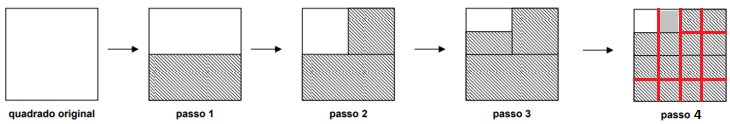 quadrado original
passo 1
passo 2
passo 3
passo 4